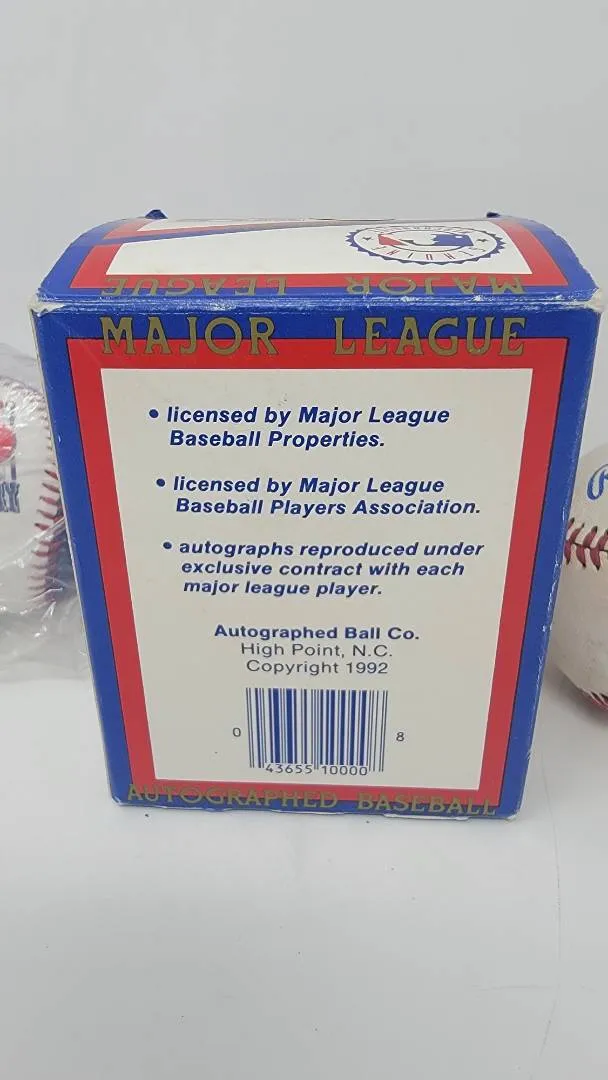 MAJOR LEAGUE
MAJOR LEAGUE
• licensed by Major League
Baseball Properties.
• licensed by Major League
Baseball Players Association.
• autographs reproduced under
exclusive contract with each
major league player.
Autographed Ball Co.
High Point, N.C.
Copyright 1992
0 43655 10000 8
AUTOGRAPHED BASEBALL